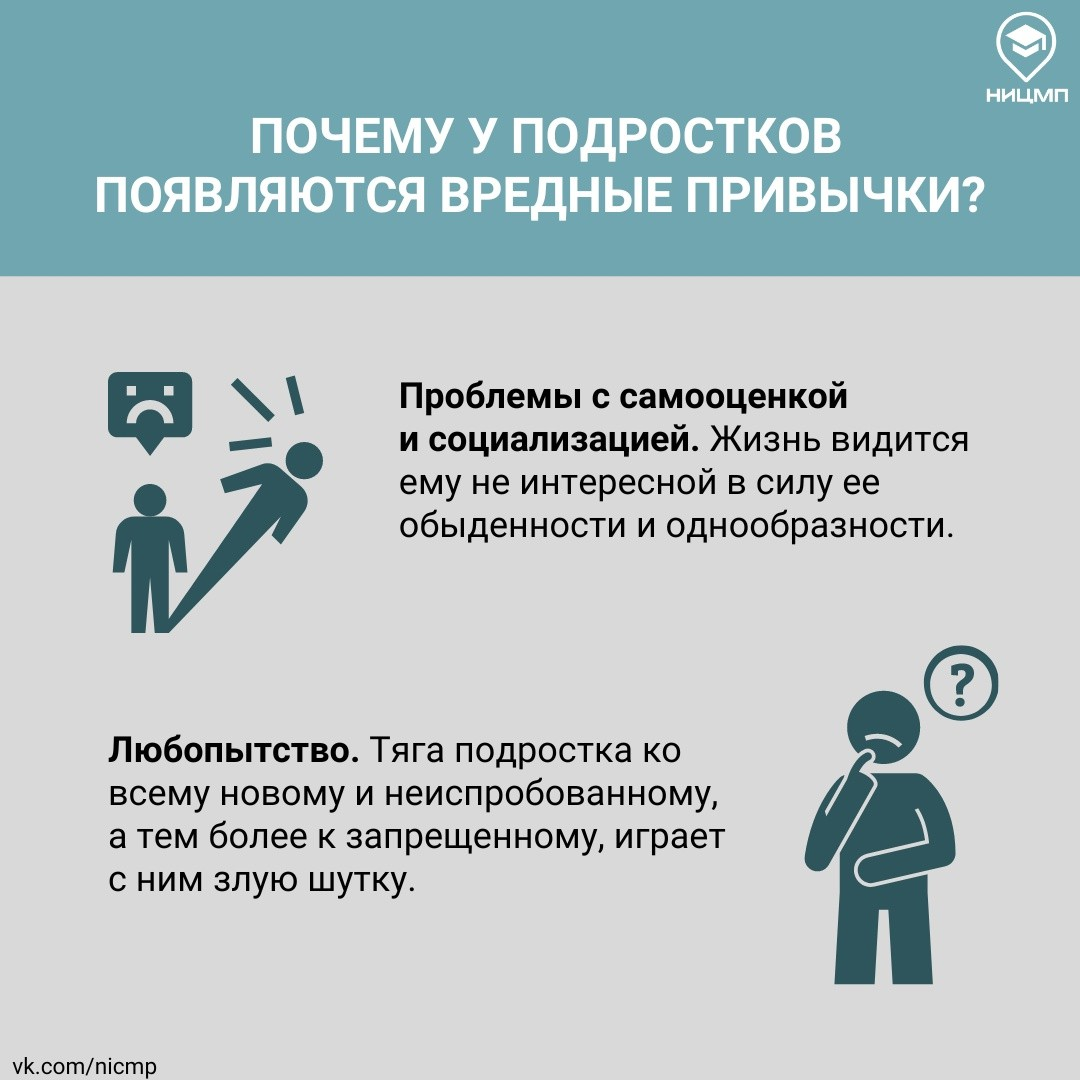 НИЦМП
ПОЧЕМУ У ПОДРОСТКОВ
ПОЯВЛЯЮТСЯ ВРЕДНЫЕ ПРИВЫЧКИ?
Проблемы с самооценкой
и социализацией. Жизнь видится
ему не интересной в силу ее
обыденности и однообразности.
?
Любопытство. Тяга подростка ко
всему новому и неиспробованному,
а тем более к запрещенному, играет
с ним злую шутку.
vk.com/nicmp